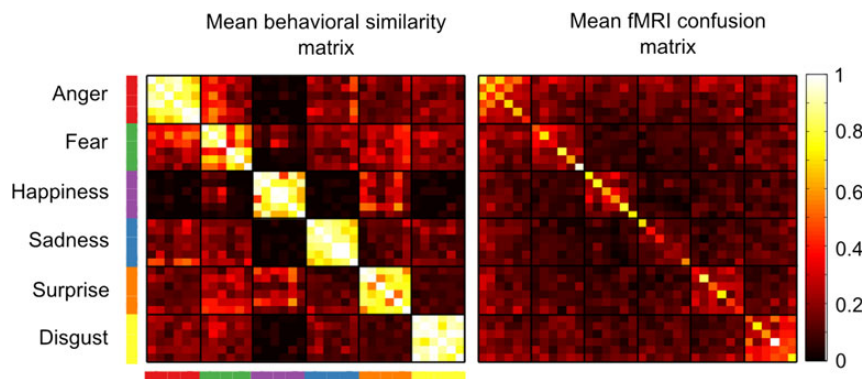 Mean behavioral similarity
matrix
Mean fMRI confusion
matrix
Anger
Fear
Happiness
Sadness
Surprise
Disgust
1
0.8
0.6
0.4
0.2
0